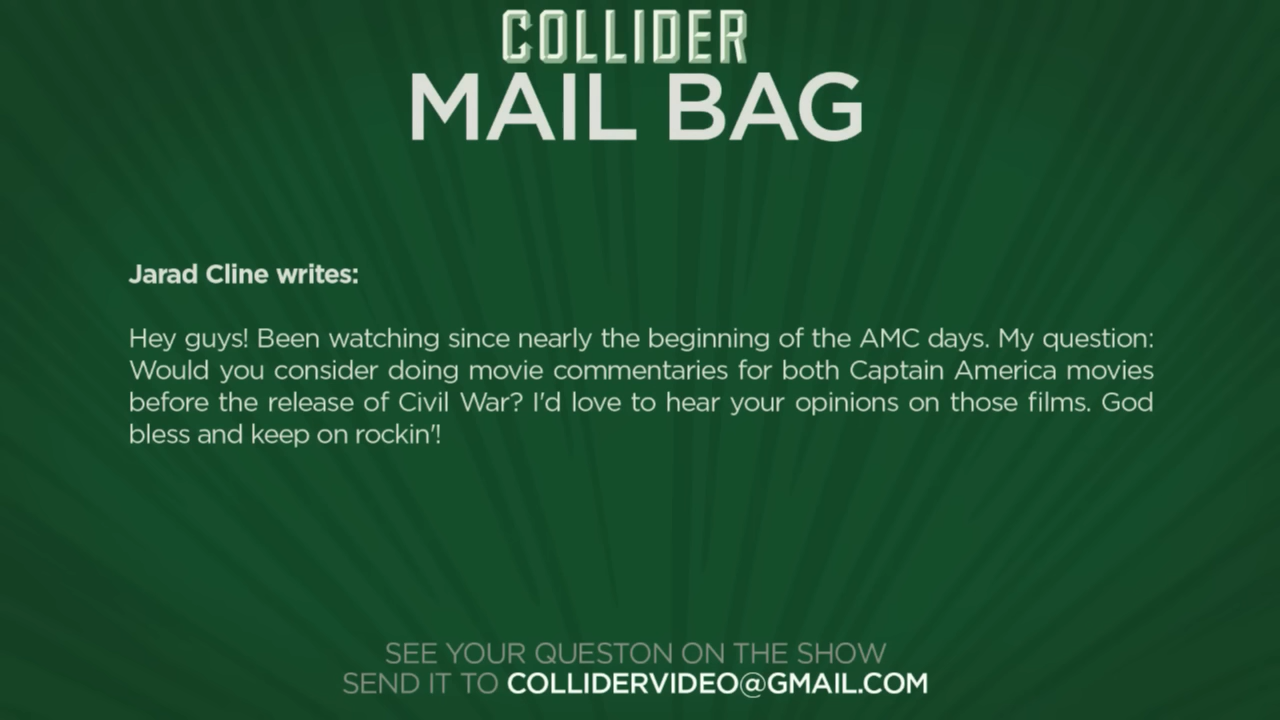 COLLIDER
MAIL BAG
Jarad Cline writes:
Hey guys! Been watching since nearly the beginning of the AMC days. My question:
Would you consider doing movie commentaries for both Captain America movies
before the release of Civil War? I'd love to hear your opinions on those films. God
bless and keep on rockin'!
SEE YOUR QUESTON ON THE SHOW
SEND IT TO COLLIDERVIDEO@GMAIL.COM